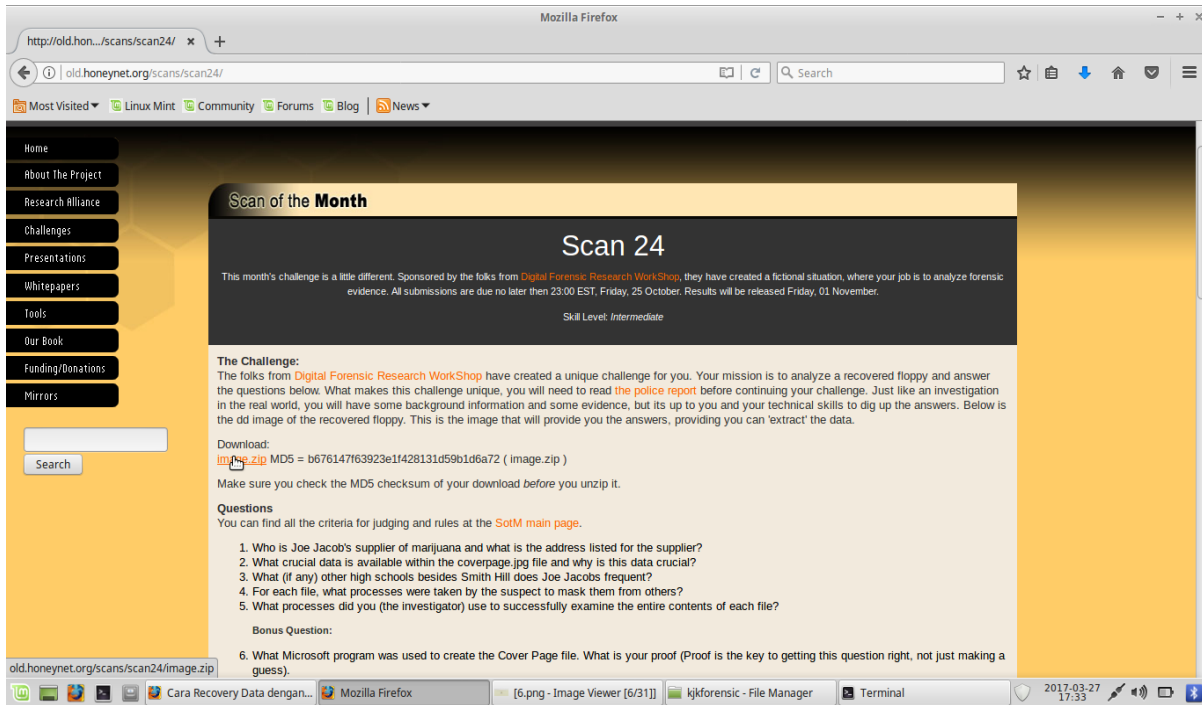 Mozilla Firefox
http://old.hon.../scans/scan24/
old.honeynet.org/scans/scan24/
Search
Most Visited
Linux Mint
Community
Forums
Blog
News
Home
About The Project
Research Alliance
Challenges
Presentations
Whitepapers
Tools
Our Book
Funding/Donations
Mirrors
Search
Scan of the Month
Scan 24
This month's challenge is a little different. Sponsored by the folks from Digital Forensic Research WorkShop, they have created a fictional situation, where your job is to analyze forensic
evidence. All submissions are due no later then 23:00 EST, Friday, 25 October. Results will be released Friday, 01 November.
Skill Level: Intermediate
The Challenge:
The folks from Digital Forensic Research WorkShop have created a unique challenge for you. Your mission is to analyze a recovered floppy and answer
the questions below. What makes this challenge unique, you will need to read the police report before continuing your challenge. Just like an investigation
in the real world, you will have some background information and some evidence, but its up to you and your technical skills to dig up the answers. Below is
the dd image of the recovered floppy. This is the image that will provide you the answers, providing you can 'extract' the data.
Download:
image.zip MD5 = b676147f63923e1f428131d59b1d6a72 ( image.zip )
Make sure you check the MD5 checksum of your download before you unzip it.
Questions
You can find all the criteria for judging and rules at the SotM main page.
1. Who is Joe Jacob's supplier of marijuana and what is the address listed for the supplier?
2. What crucial data is available within the coverpage.jpg file and why is this data crucial?
3. What (if any) other high schools besides Smith Hill does Joe Jacobs frequent?
4. For each file, what processes were taken by the suspect to mask them from others?
5. What processes did you (the investigator) use to successfully examine the entire contents of each file?
Bonus Question:
6. What Microsoft program was used to create the Cover Page file. What is your proof (Proof is the key to getting this question right, not just making a
guess).
old.honeynet.org/scans/scan24/image.zip
Cara Recovery Data dengan...
Mozilla Firefox
[6.png - Image Viewer [6/31]]
kjkforensic - File Manager
Terminal
2017-03-27
17:33